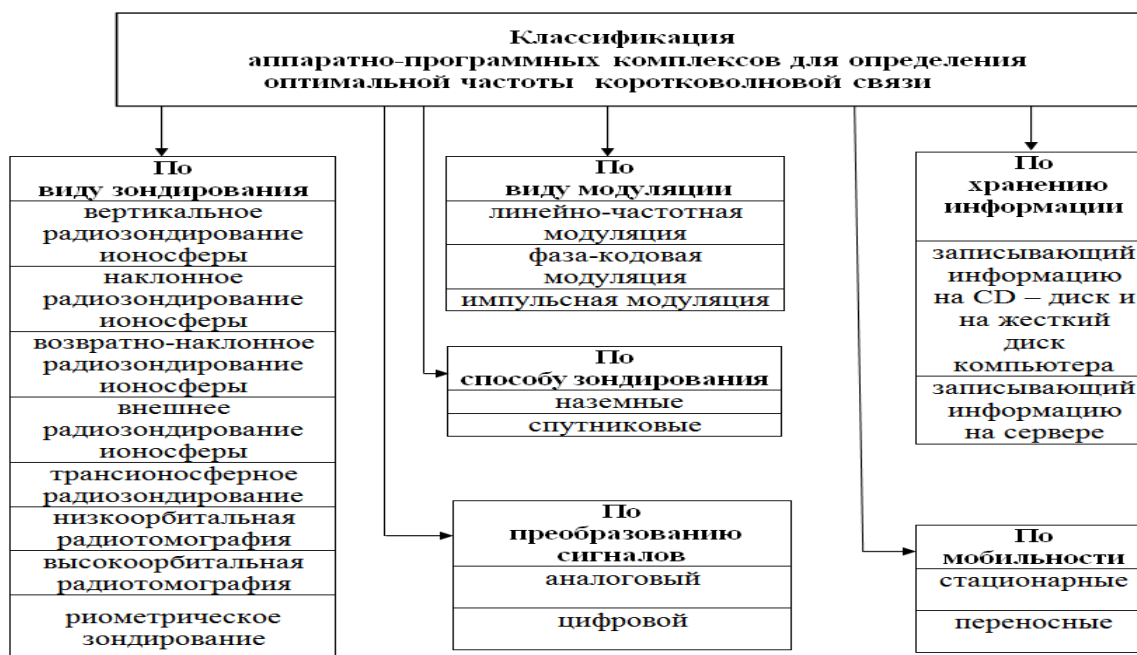 Классификация
аппаратно-программных комплексов для определения
оптимальной частоты коротковолновой связи
По
виду зондирования
вертикальное
радиозондирование
ионосферы
наклонное
радиозондирование
ионосферы
возвратно-наклонное
радиозондирование
ионосферы
внешнее
радиозондирование
ионосферы
трансионосферное
радиозондирование
низкоорбитальная
радиотомография
высокоорбитальная
радиотомография
риометрическое
зондирование
По
виду модуляции
линейно-частотная
модуляция
фаза-кодовая
модуляция
импульсная модуляция
По
способу зондирования
наземные
спутниковые
По
преобразованию
сигналов
аналоговый
цифровой
По
хранению
информации
записывающий
информацию
на CD – диск и
на жесткий
диск
компьютера
записывающий
информацию
на сервере
По
мобильности
стационарные
переносные